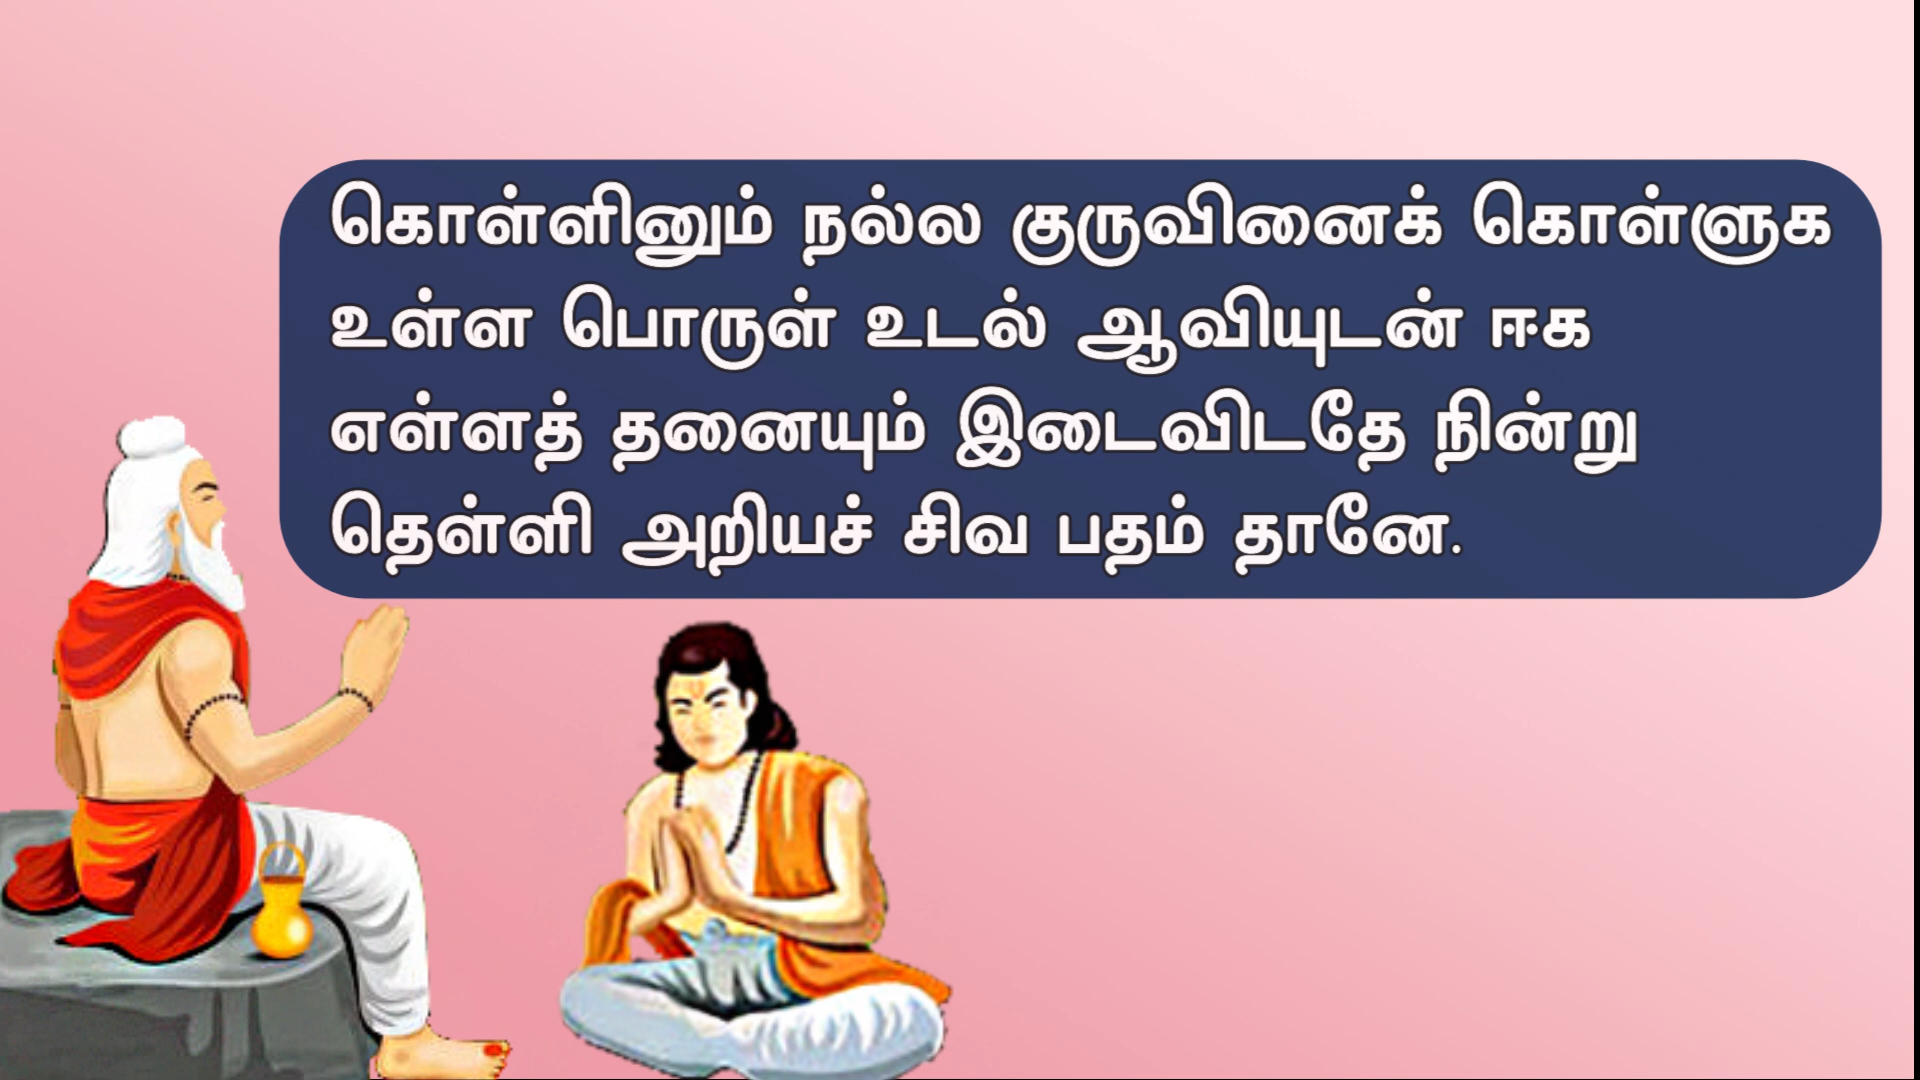 கொள்ளினும் நல்ல குருவினைக் கொள்ளுக
உள்ள பொருள் உடல் ஆவியுடன் ஈக
எள்ளத் தனையும் இடைவிடதே நின்று
தெள்ளி அறியச் சிவ பதம் தானே.